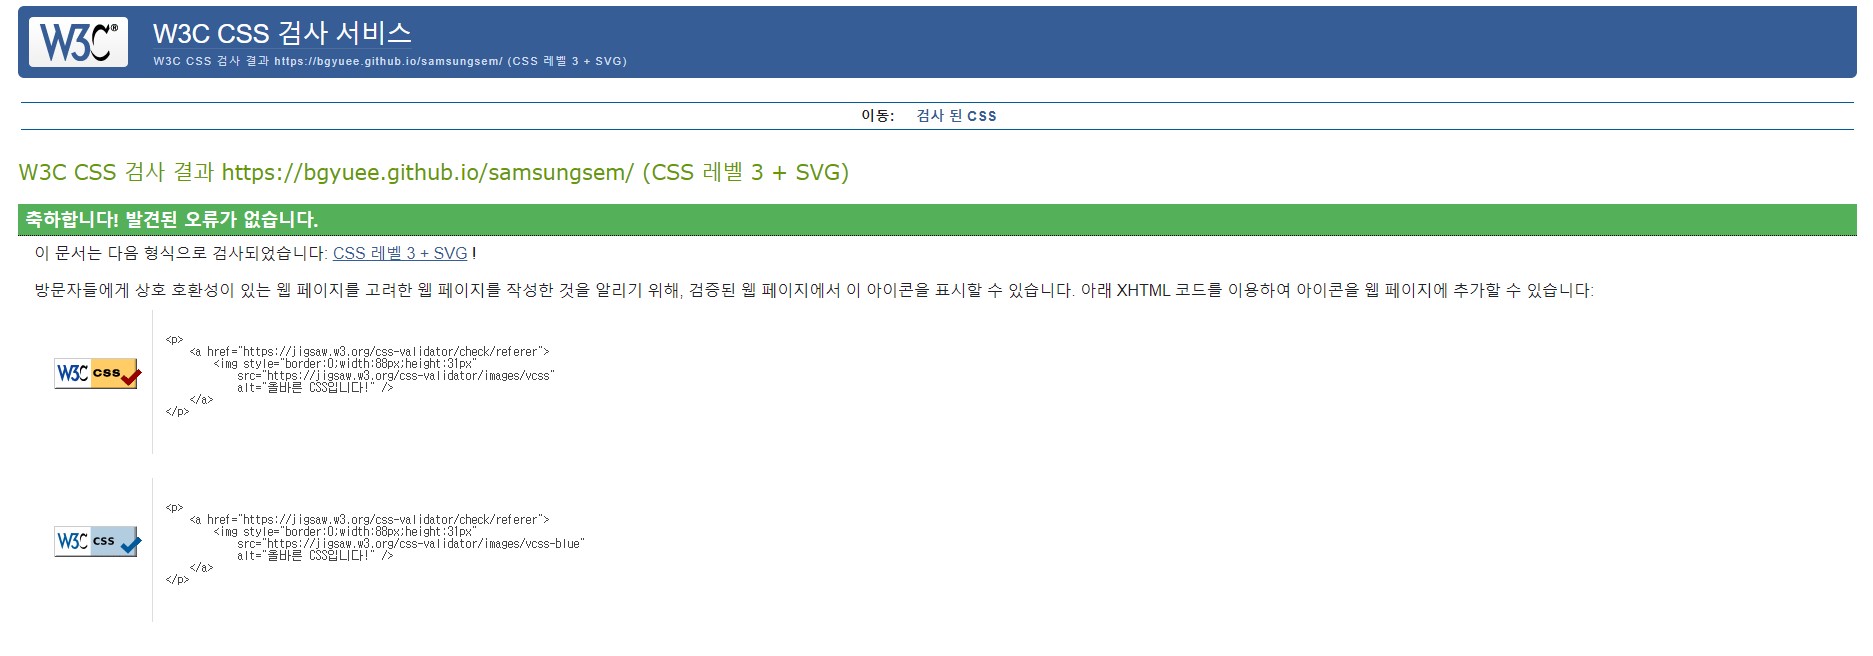 W3C®
W3C CSS 검사 서비스
W3C CSS 검사 결과 https://bgyuee.github.io/samsungsem/ (CSS 레벨 3 + SVG)
이동: 검사 된 CSS
W3C CSS 검사 결과 https://bgyuee.github.io/samsungsem/ (CSS 레벨 3 + SVG)
축하합니다! 발견된 오류가 없습니다.
이 문서는 다음 형식으로 검사되었습니다: CSS 레벨 3 + SVG !
방문자들에게 상호 호환성이 있는 웹 페이지를 고려한 웹 페이지를 작성한 것을 알리기 위해, 검증된 웹 페이지에서 이 아이콘을 표시할 수 있습니다. 아래 XHTML 코드를 이용하여 아이콘을 웹 페이지에 추가할 수 있습니다:
W3C css
<p>
<a href="https://jigsaw.w3.org/css-validator/check/referer">
<img style="border:0;width:88px;height:31px"
src="https://jigsaw.w3.org/css-validator/images/vcss"
alt="올바른 CSS입니다!" />
</a>
</p>
W3C css
<p>
<a href="https://jigsaw.w3.org/css-validator/check/referer">
<img style="border:0;width:88px;height:31px"
src="https://jigsaw.w3.org/css-validator/images/vcss-blue"
alt="올바른 CSS입니다!" />
</a>
</p>